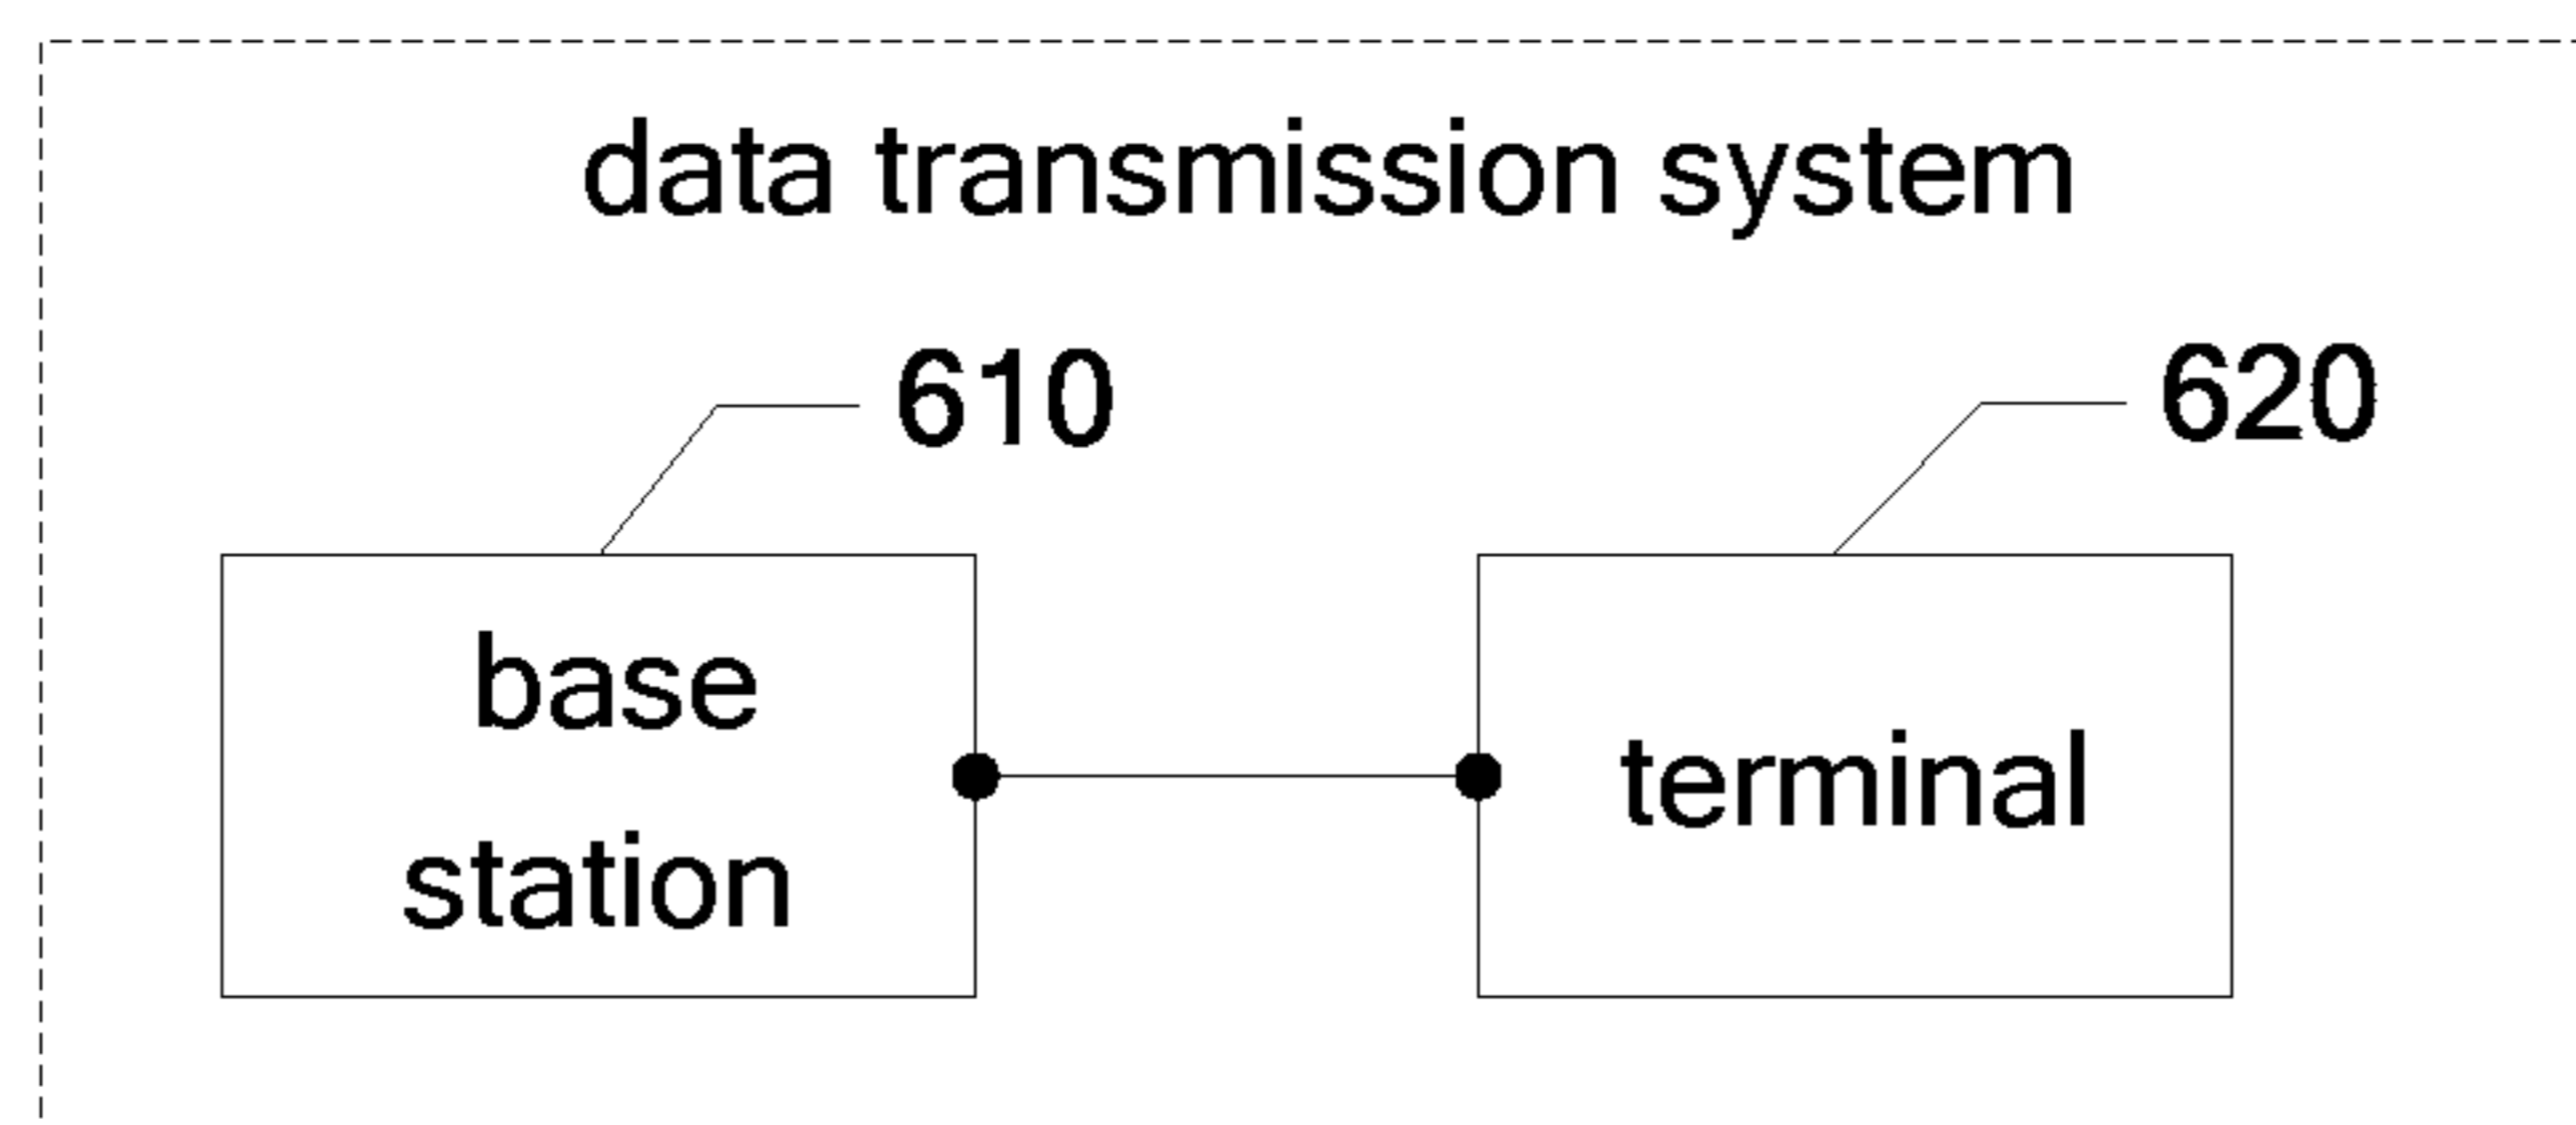 data transmission system
610
620
base
station
terminal